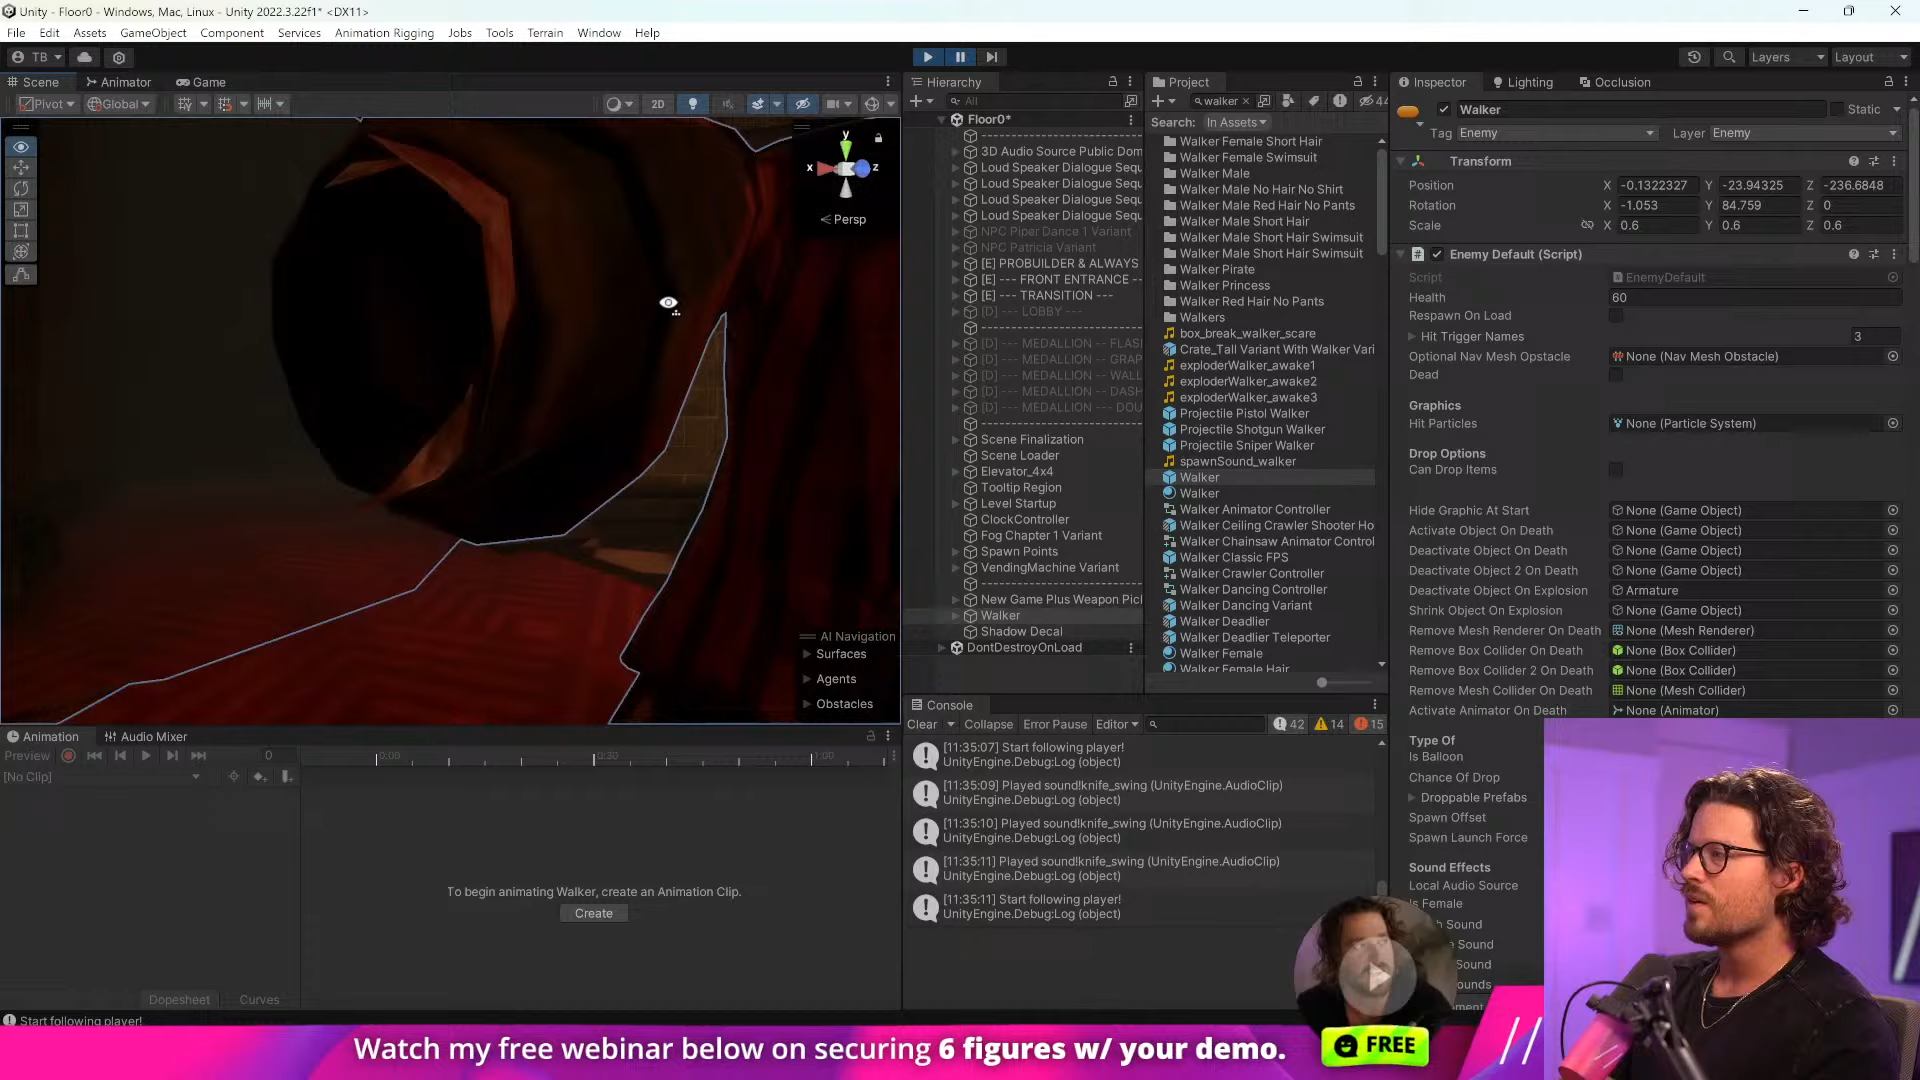 Unity - Floor0 - Windows, Mac, Linux - Unity 2022.3.22f1* <DX11>
File Edit Assets GameObject Component Services Animation Rigging Jobs Tools Terrain Window Help
TB Layers Layout
Scene Animator Game
Pivot Global 2D
y
x z
Persp
AI Navigation
Surfaces
Agents
Obstacles
Hierarchy
All
Floor0*
3D Audio Source Public Dom
Loud Speaker Dialogue Sequ
Loud Speaker Dialogue Sequ
Loud Speaker Dialogue Sequ
Loud Speaker Dialogue Sequ
NPC Piper Dance 1 Variant
NPC Patricia Variant
[E] PROBUILDER & ALWAYS
[E] --- FRONT ENTRANCE --
[E] --- TRANSITION ---
[D] --- LOBBY ---
[D] --- MEDALLION -- FLAS
[D] --- MEDALLION -- GRAP
[D] --- MEDALLION -- WALL
[D] --- MEDALLION -- DASH
[D] --- MEDALLION --- DOU
Scene Finalization
Scene Loader
Elevator_4x4
Tooltip Region
Level Startup
ClockController
Fog Chapter 1 Variant
Spawn Points
VendingMachine Variant
New Game Plus Weapon Pick
Walker
Shadow Decal
DontDestroyOnLoad
Project
walker 44
Search: In Assets
Walker Female Short Hair
Walker Female Swimsuit
Walker Male
Walker Male No Hair No Shirt
Walker Male Red Hair No Pants
Walker Male Short Hair
Walker Male Short Hair Swimsuit
Walker Male Short Hair Swimsuit
Walker Pirate
Walker Princess
Walker Red Hair No Pants
Walkers
box_break_walker_scare
Crate_Tall Variant With Walker Vari
exploderWalker_awake1
exploderWalker_awake2
exploderWalker_awake3
Projectile Pistol Walker
Projectile Shotgun Walker
Projectile Sniper Walker
spawnSound_walker
Walker
Walker
Walker Animator Controller
Walker Ceiling Crawler Shooter Ho
Walker Chainsaw Animator Control
Walker Classic FPS
Walker Crawler Controller
Walker Dancing Controller
Walker Dancing Variant
Walker Deadlier
Walker Deadlier Teleporter
Walker Female
Walker Female Hair
Inspector Lighting Occlusion
Walker Static
Tag Enemy Layer Enemy
Transform
Position X -0.1322327 Y -23.94325 Z -236.6848
Rotation X -1.053 Y 84.759 Z 0
Scale X 0.6 Y 0.6 Z 0.6
Enemy Default (Script)
Script EnemyDefault
Health 60
Respawn On Load
Hit Trigger Names 3
Optional Nav Mesh Opstacle None (Nav Mesh Obstacle)
Dead
Graphics
Hit Particles None (Particle System)
Drop Options
Can Drop Items
Hide Graphic At Start None (Game Object)
Activate Object On Death None (Game Object)
Deactivate Object On Death None (Game Object)
Deactivate Object 2 On Death None (Game Object)
Deactivate Object On Explosion Armature
Shrink Object On Explosion None (Game Object)
Remove Mesh Renderer On Death None (Mesh Renderer)
Remove Box Collider On Death None (Box Collider)
Remove Box Collider 2 On Death None (Box Collider)
Remove Mesh Collider On Death None (Mesh Collider)
Activate Animator On Death None (Animator)
Type Of
Is Balloon
Chance Of Drop
Droppable Prefabs
Spawn Offset
Spawn Launch Force
Sound Effects
Local Audio Source
Is Female
Sound
Sound
Sound
Animation Audio Mixer
Preview 0 0:00 0:30 1:00
[No Clip]
To begin animating Walker, create an Animation Clip.
Create
Dopesheet Curves
Start following player!
Console
Clear Collapse Error Pause Editor 42 14 15
[11:35:07] Start following player!
UnityEngine.Debug:Log (object)
[11:35:09] Played sound!knife_swing (UnityEngine.AudioClip)
UnityEngine.Debug:Log (object)
[11:35:10] Played sound!knife_swing (UnityEngine.AudioClip)
UnityEngine.Debug:Log (object)
[11:35:11] Played sound!knife_swing (UnityEngine.AudioClip)
UnityEngine.Debug:Log (object)
[11:35:11] Start following player!
UnityEngine.Debug:Log (object)
Watch my free webinar below on securing 6 figures w/ your demo.
FREE
//